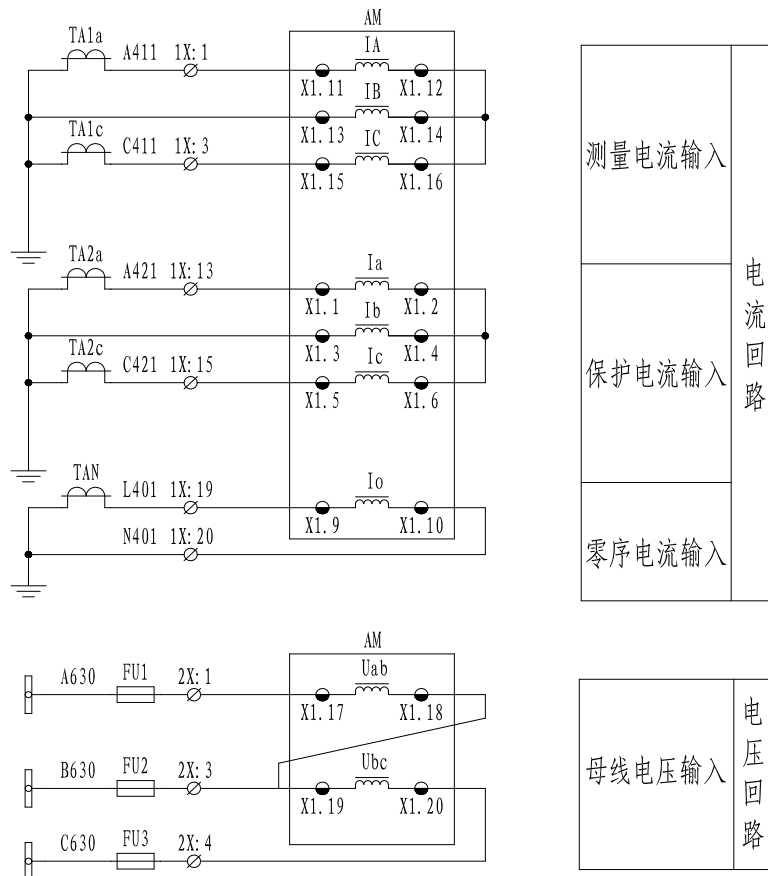 AM
TA1a A411 1X:1 IA
X1.11 X1.12
IB
X1.13 X1.14
TA1c C411 1X:3 IC
X1.15 X1.16
测量电流输入
TA2a A421 1X:13 Ia
X1.1 X1.2
Ib
X1.3 X1.4
TA2c C421 1X:15 Ic
X1.5 X1.6
保护电流输入
电流回路
TAN L401 1X:19 Io
X1.9 X1.10
N401 1X:20
零序电流输入
AM
A630 FU1 2X:1 Uab
X1.17 X1.18
B630 FU2 2X:3 Ubc
X1.19 X1.20
C630 FU3 2X:4
母线电压输入
电压回路